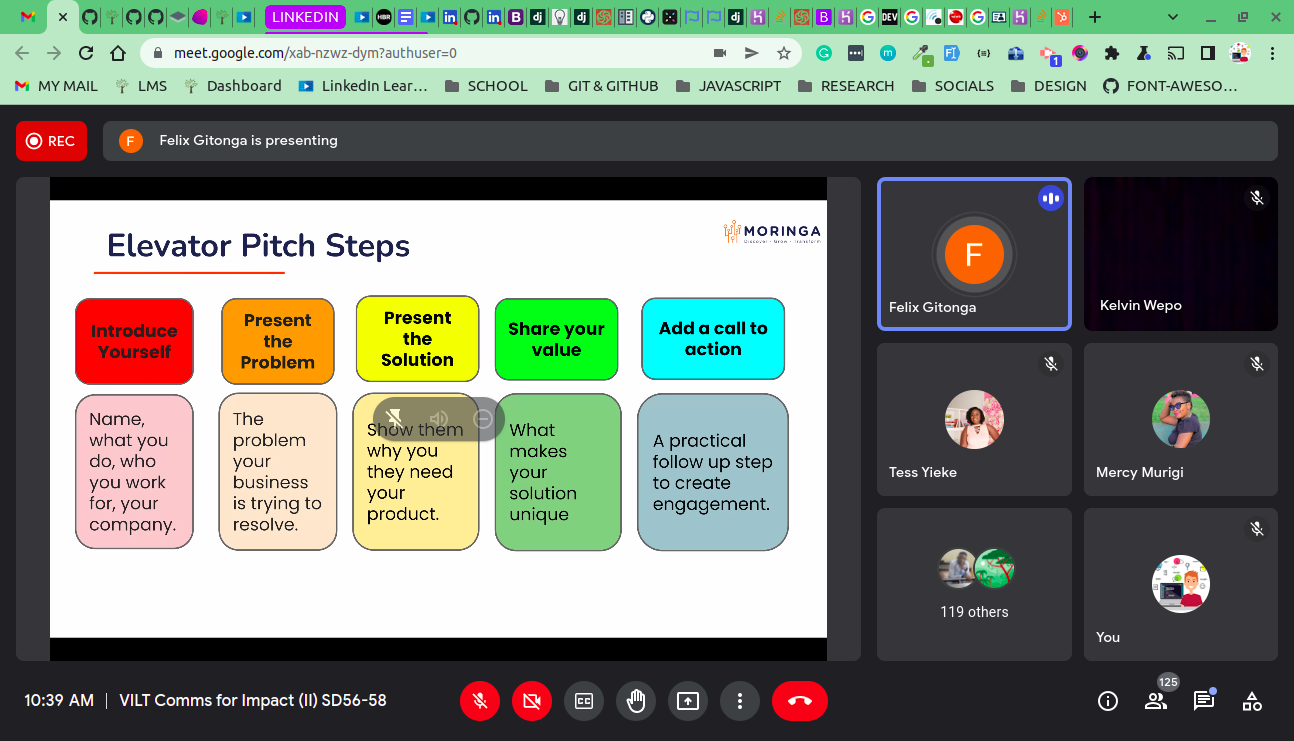 LINKEDIN
meet.google.com/xab-nzwz-dym?authuser=0
MY MAIL LMS Dashboard LinkedIn Lear... SCHOOL GIT & GITHUB JAVASCRIPT RESEARCH SOCIALS DESIGN FONT-AWESO...
REC F Felix Gitonga is presenting
Elevator Pitch Steps
MORINGA
Discover · Grow · Transform
Introduce
Yourself
Present
the
Problem
Present
the
Solution
Share your
value
Add a call to
action
Name,
what you
do, who
you work
for, your
company.
The
problem
your
business
is trying to
resolve.
Show them
why you
they need
your
product.
What
makes
your
solution
unique
A practical
follow up step
to create
engagement.
F
Felix Gitonga
Kelvin Wepo
Tess Yieke
Mercy Murigi
119 others
You
10:39 AM | VILT Comms for Impact (II) SD56-58
125